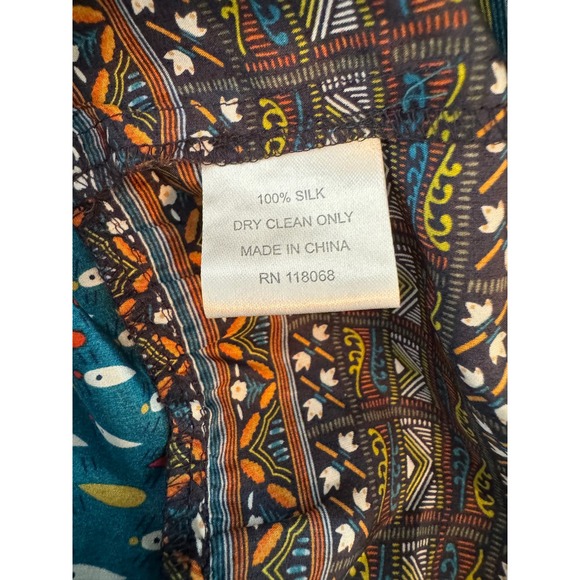 100% SILK
DRY CLEAN ONLY
MADE IN CHINA
RN 118068